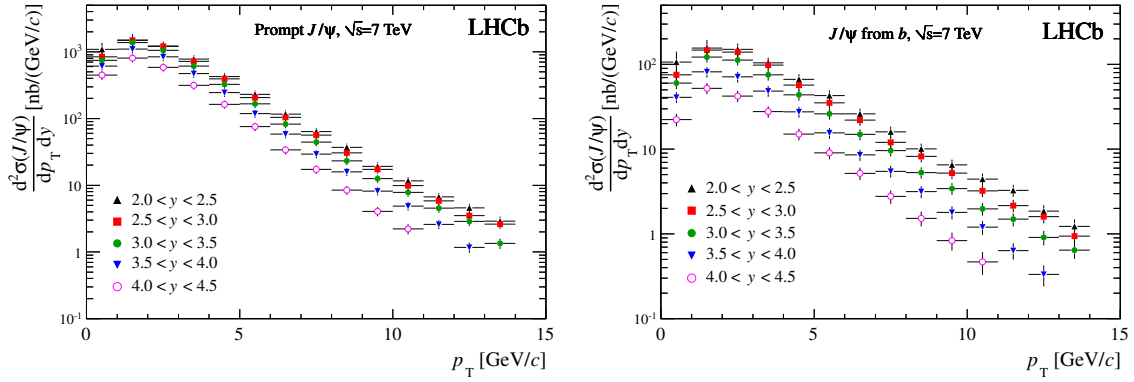 Prompt J/ψ, √s=7 TeV
LHCb
d²σ(J/ψ)/dp_T dy [nb/(GeV/c)]
10³
10²
10
1
10⁻¹
2.0 < y < 2.5
2.5 < y < 3.0
3.0 < y < 3.5
3.5 < y < 4.0
4.0 < y < 4.5
0 5 10 15
p_T [GeV/c]
J/ψ from b, √s=7 TeV
LHCb
d²σ(J/ψ)/dp_T dy [nb/(GeV/c)]
10²
10
1
10⁻¹
2.0 < y < 2.5
2.5 < y < 3.0
3.0 < y < 3.5
3.5 < y < 4.0
4.0 < y < 4.5
0 5 10 15
p_T [GeV/c]